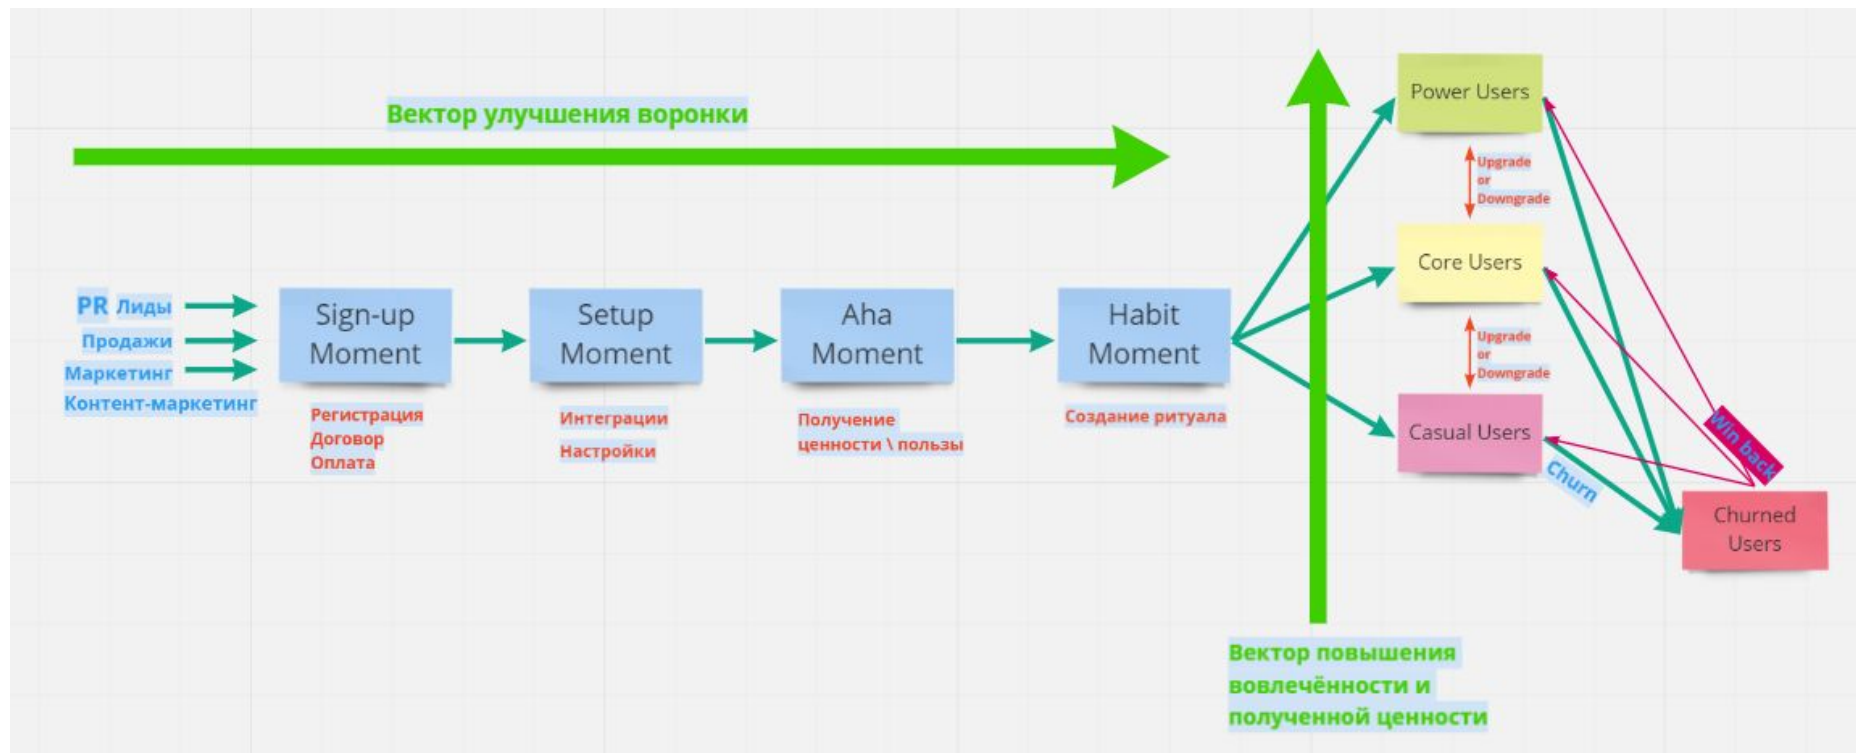 Вектор улучшения воронки
PR Лиды
Продажи
Маркетинг
Контент-маркетинг
Sign-up
Moment
Регистрация
Договор
Оплата
Setup
Moment
Интеграции
Настройки
Aha
Moment
Получение
ценности \ пользы
Habit
Moment
Создание ритуала
Вектор повышения
вовлечённости и
полученной ценности
Power Users
Upgrade
or
Downgrade
Core Users
Upgrade
or
Downgrade
Casual Users
Churn
Win back
Churned
Users